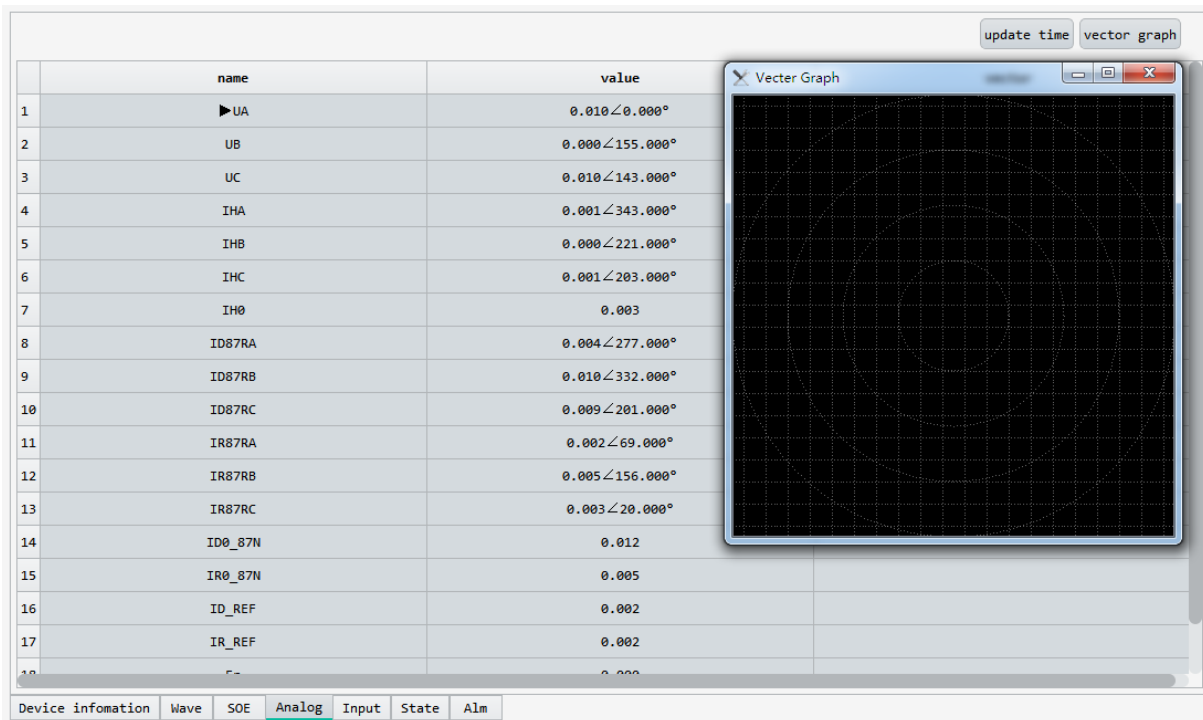 update time vector graph
name value
Vecter Graph
1 ▶UA 0.010∠0.000°
2 UB 0.000∠155.000°
3 UC 0.010∠143.000°
4 IHA 0.001∠343.000°
5 IHB 0.000∠221.000°
6 IHC 0.001∠203.000°
7 IH0 0.003
8 ID87RA 0.004∠277.000°
9 ID87RB 0.010∠332.000°
10 ID87RC 0.009∠201.000°
11 IR87RA 0.002∠69.000°
12 IR87RB 0.005∠156.000°
13 IR87RC 0.003∠20.000°
14 ID0_87N 0.012
15 IR0_87N 0.005
16 ID_REF 0.002
17 IR_REF 0.002
Device infomation Wave SOE Analog Input State Alm